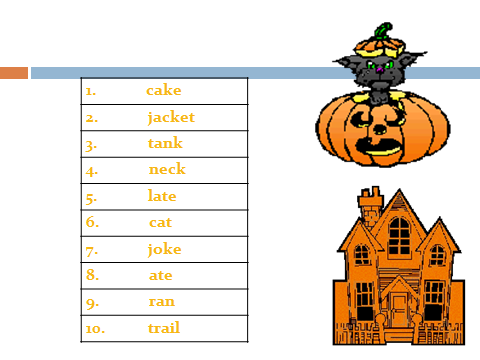 1. cake
2. jacket
3. tank
4. neck
5. late
6. cat
7. joke
8. ate
9. ran
10. trail